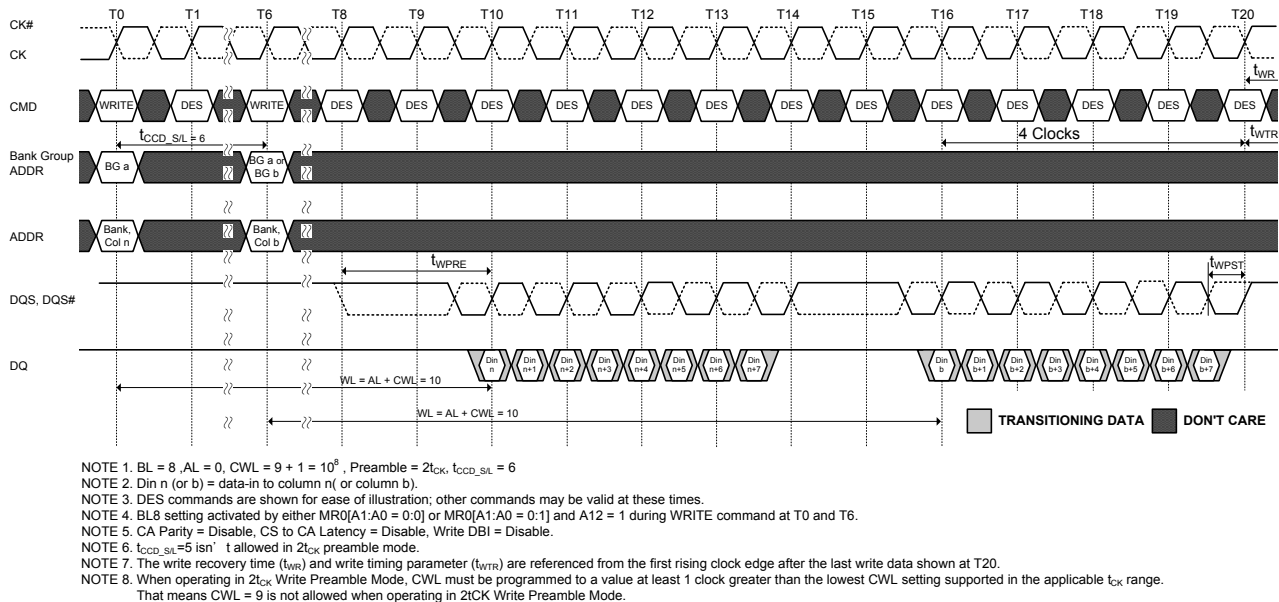 T0 T1 T6 T8 T9 T10 T11 T12 T13 T14 T15 T16 T17 T18 T19 T20
CK#
CK
tWR
CMD WRITE DES WRITE DES DES DES DES DES DES DES DES DES DES DES DES DES
tCCD_S/L = 6
4 Clocks
tWTR
Bank Group
ADDR
BG a
BG a or
BG b
ADDR
Bank,
Col n
Bank,
Col b
tWPRE
tWPST
DQS, DQS#
DQ
Din n Din n+1 Din n+2 Din n+3 Din n+4 Din n+5 Din n+6 Din n+7 Din b Din b+1 Din b+2 Din b+3 Din b+4 Din b+5 Din b+6 Din b+7
WL = AL + CWL = 10
WL = AL + CWL = 10
TRANSITIONING DATA DON'T CARE
NOTE 1. BL = 8 ,AL = 0, CWL = 9 + 1 = 10⁸ , Preamble = 2tCK, tCCD_S/L = 6
NOTE 2. Din n (or b) = data-in to column n( or column b).
NOTE 3. DES commands are shown for ease of illustration; other commands may be valid at these times.
NOTE 4. BL8 setting activated by either MR0[A1:A0 = 0:0] or MR0[A1:A0 = 0:1] and A12 = 1 during WRITE command at T0 and T6.
NOTE 5. CA Parity = Disable, CS to CA Latency = Disable, Write DBI = Disable.
NOTE 6. tCCD_S/L=5 isn’ t allowed in 2tCK preamble mode.
NOTE 7. The write recovery time (tWR) and write timing parameter (tWTR) are referenced from the first rising clock edge after the last write data shown at T20.
NOTE 8. When operating in 2tCK Write Preamble Mode, CWL must be programmed to a value at least 1 clock greater than the lowest CWL setting supported in the applicable tCK range.
That means CWL = 9 is not allowed when operating in 2tCK Write Preamble Mode.